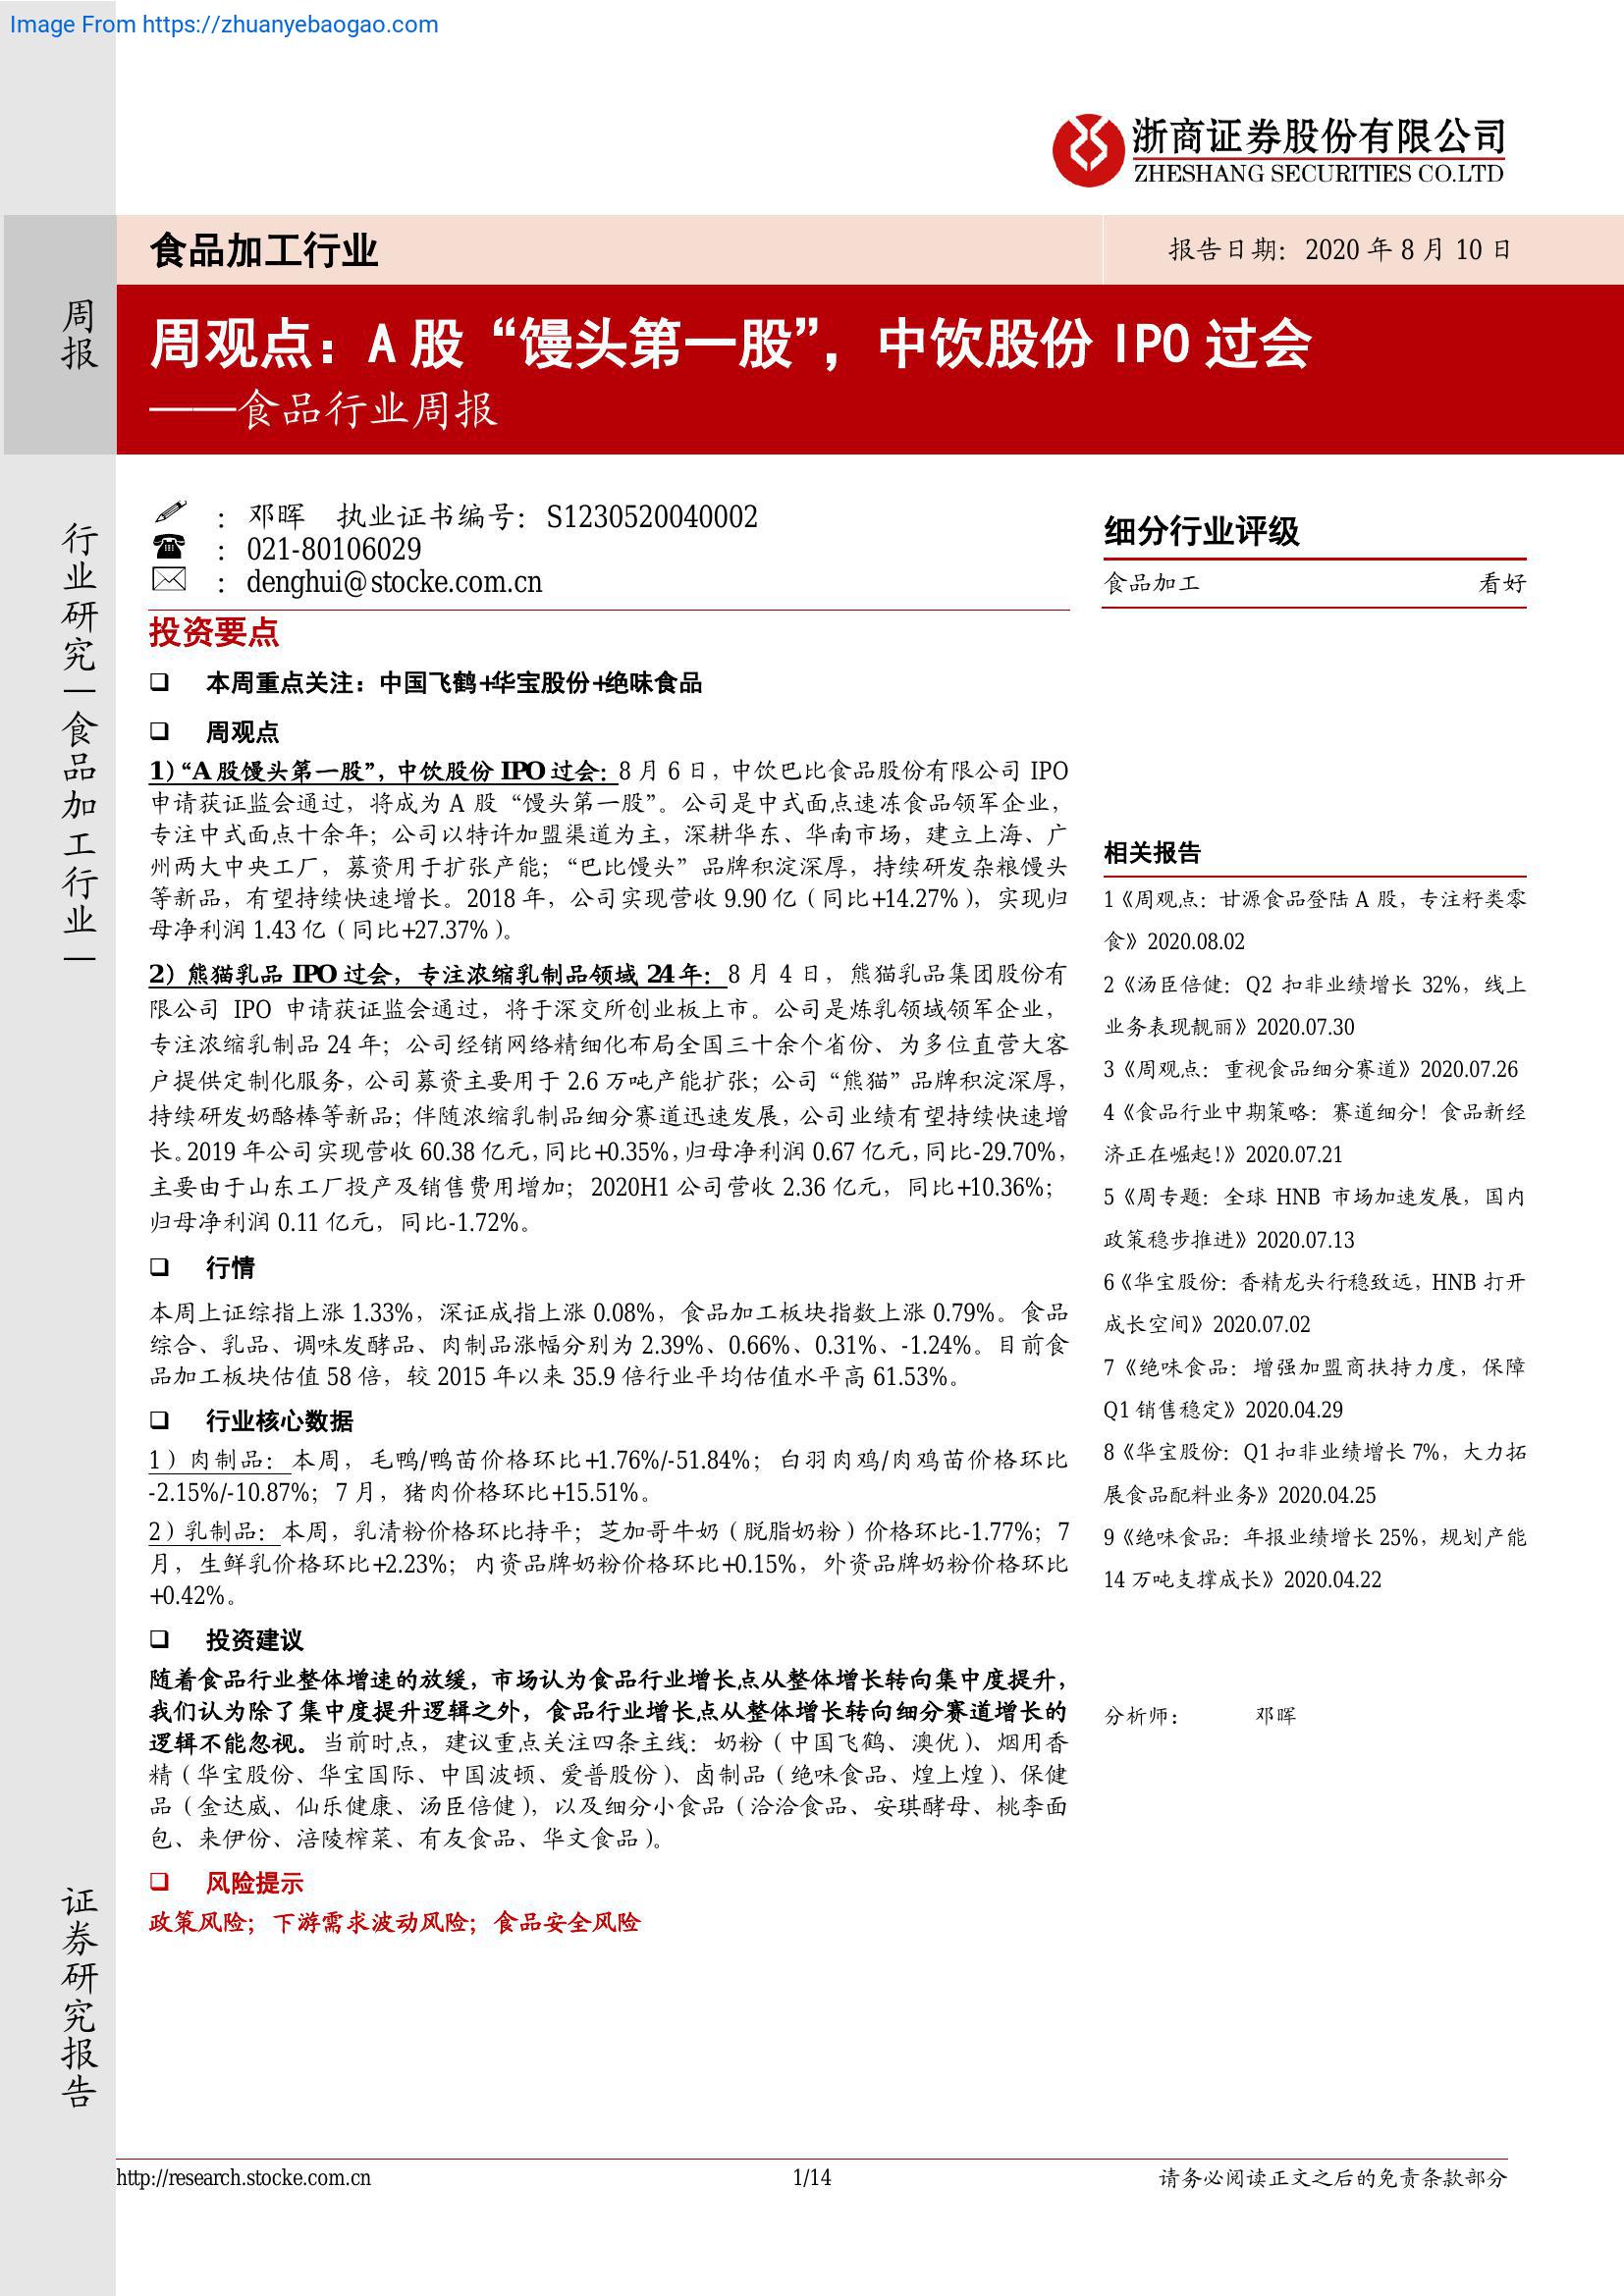 Image From https://zhuanyebaogao.com
浙商证券股份有限公司
ZHESHANG SECURITIES CO.LTD
食品加工行业
报告日期：2020 年 8 月 10 日
周报
周观点：A 股“馒头第一股”，中饮股份 IPO 过会
——食品行业周报
行业研究｜食品加工行业｜
证券研究报告
： 邓晖 执业证书编号：S1230520040002
： 021-80106029
： denghui@stocke.com.cn
投资要点
❑ 本周重点关注：中国飞鹤+华宝股份+绝味食品
❑ 周观点
1)“A 股馒头第一股”，中饮股份 IPO 过会：8 月 6 日，中饮巴比食品股份有限公司 IPO
申请获证监会通过，将成为 A 股“馒头第一股”。公司是中式面点速冻食品领军企业，
专注中式面点十余年；公司以特许加盟渠道为主，深耕华东、华南市场，建立上海、广
州两大中央工厂，募资用于扩张产能；“巴比馒头”品牌积淀深厚，持续研发杂粮馒头
等新品，有望持续快速增长。2018 年，公司实现营收 9.90 亿（同比+14.27%），实现归
母净利润 1.43 亿（同比+27.37%）。
2）熊猫乳品 IPO 过会，专注浓缩乳制品领域 24 年：8 月 4 日，熊猫乳品集团股份有
限公司 IPO 申请获证监会通过，将于深交所创业板上市。公司是炼乳领域领军企业，
专注浓缩乳制品 24 年；公司经销网络精细化布局全国三十余个省份、为多位直营大客
户提供定制化服务，公司募资主要用于 2.6 万吨产能扩张；公司“熊猫”品牌积淀深厚，
持续研发奶酪棒等新品；伴随浓缩乳制品细分赛道迅速发展，公司业绩有望持续快速增
长。2019 年公司实现营收 60.38 亿元，同比+0.35%，归母净利润 0.67 亿元，同比-29.70%，
主要由于山东工厂投产及销售费用增加；2020H1 公司营收 2.36 亿元，同比+10.36%；
归母净利润 0.11 亿元，同比-1.72%。
❑ 行情
本周上证综指上涨 1.33%，深证成指上涨 0.08%，食品加工板块指数上涨 0.79%。食品
综合、乳品、调味发酵品、肉制品涨幅分别为 2.39%、0.66%、0.31%、-1.24%。目前食
品加工板块估值 58 倍，较 2015 年以来 35.9 倍行业平均估值水平高 61.53%。
❑ 行业核心数据
1）肉制品：本周，毛鸭/鸭苗价格环比+1.76%/-51.84%；白羽肉鸡/肉鸡苗价格环比
-2.15%/-10.87%；7 月，猪肉价格环比+15.51%。
2）乳制品：本周，乳清粉价格环比持平；芝加哥牛奶（脱脂奶粉）价格环比-1.77%；7
月，生鲜乳价格环比+2.23%；内资品牌奶粉价格环比+0.15%，外资品牌奶粉价格环比
+0.42%。
❑ 投资建议
随着食品行业整体增速的放缓，市场认为食品行业增长点从整体增长转向集中度提升，
我们认为除了集中度提升逻辑之外，食品行业增长点从整体增长转向细分赛道增长的
逻辑不能忽视。当前时点，建议重点关注四条主线：奶粉（中国飞鹤、澳优）、烟用香
精（华宝股份、华宝国际、中国波顿、爱普股份）、卤制品（绝味食品、煌上煌）、保健
品（金达威、仙乐健康、汤臣倍健），以及细分小食品（洽洽食品、安琪酵母、桃李面
包、来伊份、涪陵榨菜、有友食品、华文食品）。
❑ 风险提示
政策风险；下游需求波动风险；食品安全风险
细分行业评级
食品加工 看好
相关报告
1《周观点：甘源食品登陆 A 股，专注籽类零
食》2020.08.02
2《汤臣倍健：Q2 扣非业绩增长 32%，线上
业务表现靓丽》2020.07.30
3《周观点：重视食品细分赛道》2020.07.26
4《食品行业中期策略：赛道细分！食品新经
济正在崛起！》2020.07.21
5《周专题：全球 HNB 市场加速发展，国内
政策稳步推进》2020.07.13
6《华宝股份：香精龙头行稳致远，HNB 打开
成长空间》2020.07.02
7《绝味食品：增强加盟商扶持力度，保障
Q1 销售稳定》2020.04.29
8《华宝股份：Q1 扣非业绩增长 7%，大力拓
展食品配料业务》2020.04.25
9《绝味食品：年报业绩增长 25%，规划产能
14 万吨支撑成长》2020.04.22
分析师： 邓晖
http://research.stocke.com.cn
1/14
请务必阅读正文之后的免责条款部分